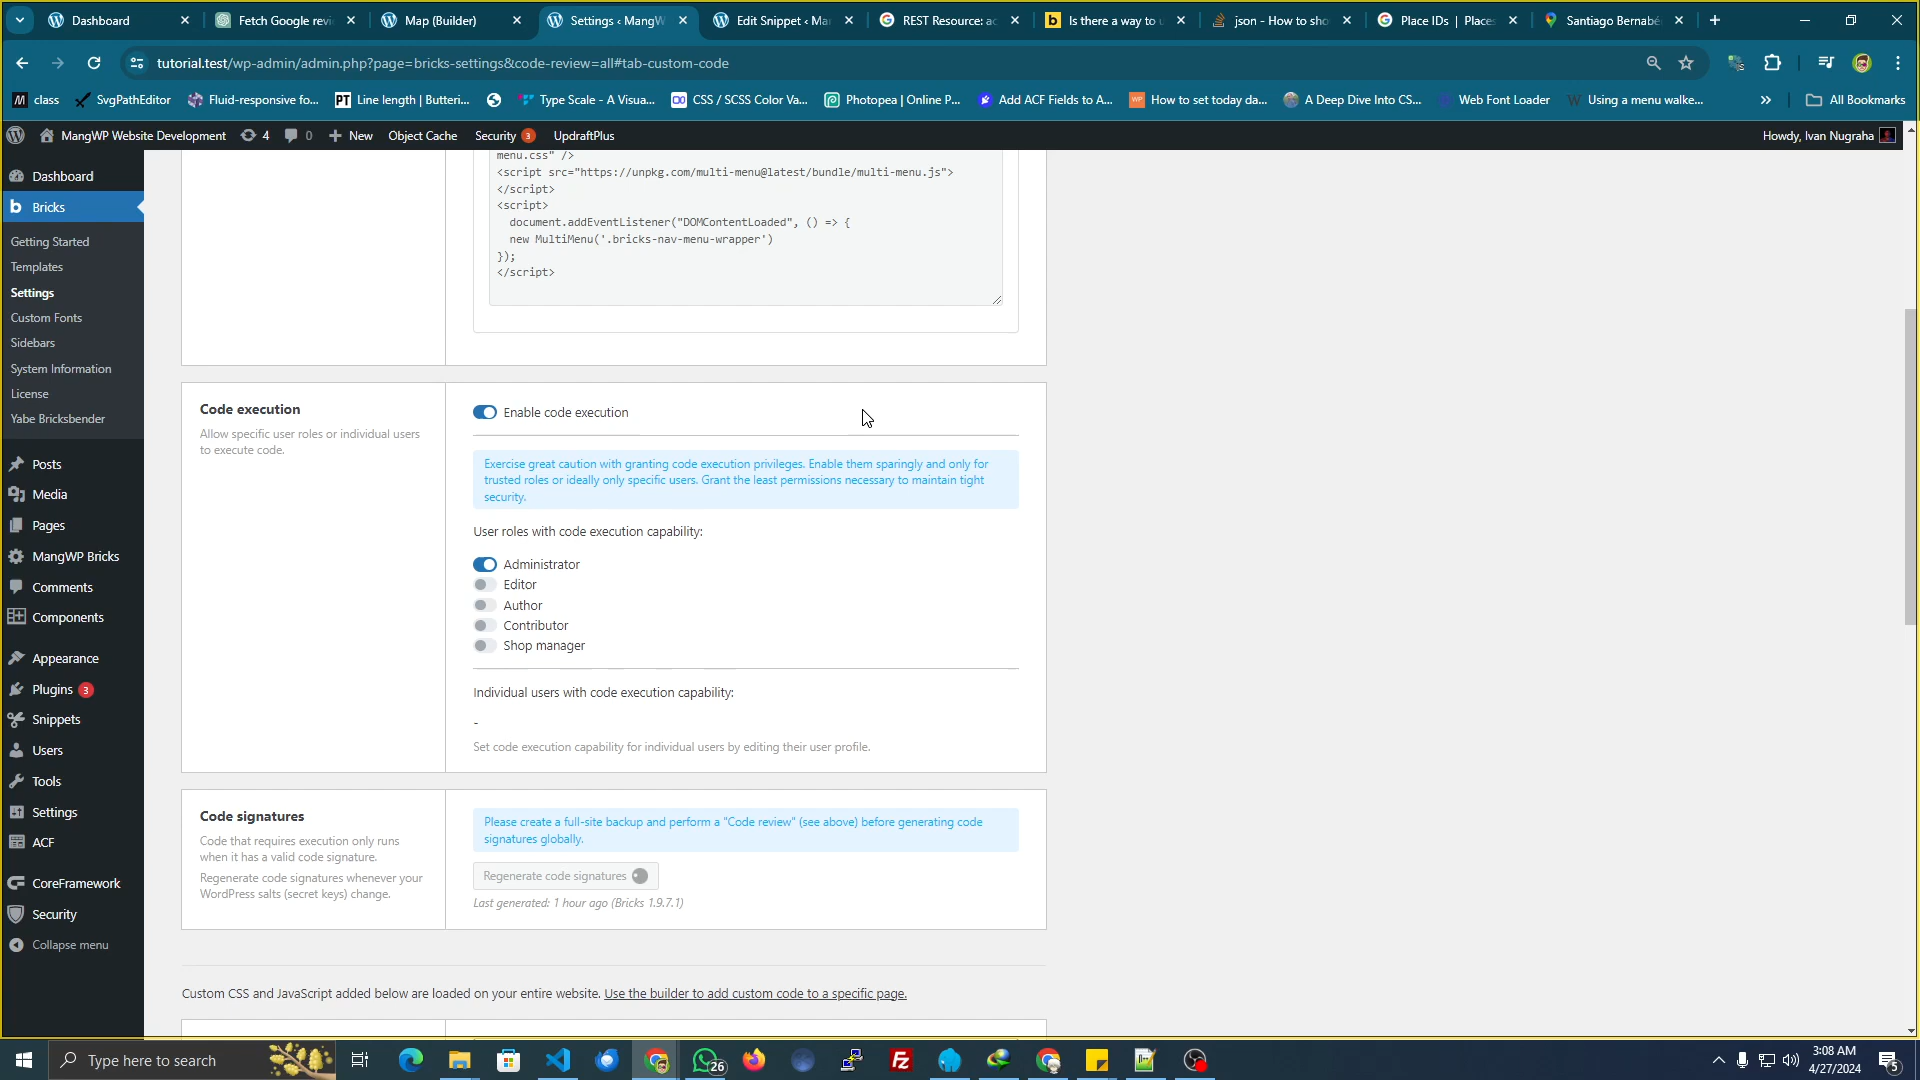 Dashboard
Fetch Google revi
Map (Builder)
Settings ‹ MangW
Edit Snippet ‹ Ma
REST Resource: ac
Is there a way to u
json - How to sho
Place IDs | Places
Santiago Bernabé
tutorial.test/wp-admin/admin.php?page=bricks-settings&code-review=all#tab-custom-code
class
SvgPathEditor
Fluid-responsive fo...
PT Line length | Butteri...
Type Scale - A Visua...
CSS / SCSS Color Va...
Photopea | Online P...
Add ACF Fields to A...
WP How to set today da...
A Deep Dive Into CS...
Web Font Loader
Using a menu walke...
All Bookmarks
MangWP Website Development
4
0
New
Object Cache
Security 3
UpdraftPlus
Howdy, Ivan Nugraha
Dashboard
Bricks
Getting Started
Templates
Settings
Custom Fonts
Sidebars
System Information
License
Yabe Bricksbender
Posts
Media
Pages
MangWP Bricks
Comments
Components
Appearance
Plugins 3
Snippets
Users
Tools
Settings
ACF
CoreFramework
Security
Collapse menu
menu.css" />
<script src="https://unpkg.com/multi-menu@latest/bundle/multi-menu.js">
</script>
<script>
document.addEventListener("DOMContentLoaded", () => {
new MultiMenu('.bricks-nav-menu-wrapper')
});
</script>
Code execution
Allow specific user roles or individual users
to execute code.
Enable code execution
Exercise great caution with granting code execution privileges. Enable them sparingly and only for
trusted roles or ideally only specific users. Grant the least permissions necessary to maintain tight
security.
User roles with code execution capability:
Administrator
Editor
Author
Contributor
Shop manager
Individual users with code execution capability:
-
Set code execution capability for individual users by editing their user profile.
Code signatures
Code that requires execution only runs
when it has a valid code signature.
Regenerate code signatures whenever your
WordPress salts (secret keys) change.
Please create a full-site backup and perform a "Code review" (see above) before generating code
signatures globally.
Regenerate code signatures
Last generated: 1 hour ago (Bricks 1.9.7.1)
Custom CSS and JavaScript added below are loaded on your entire website. Use the builder to add custom code to a specific page.
Type here to search
26
3:08 AM
4/27/2024
5